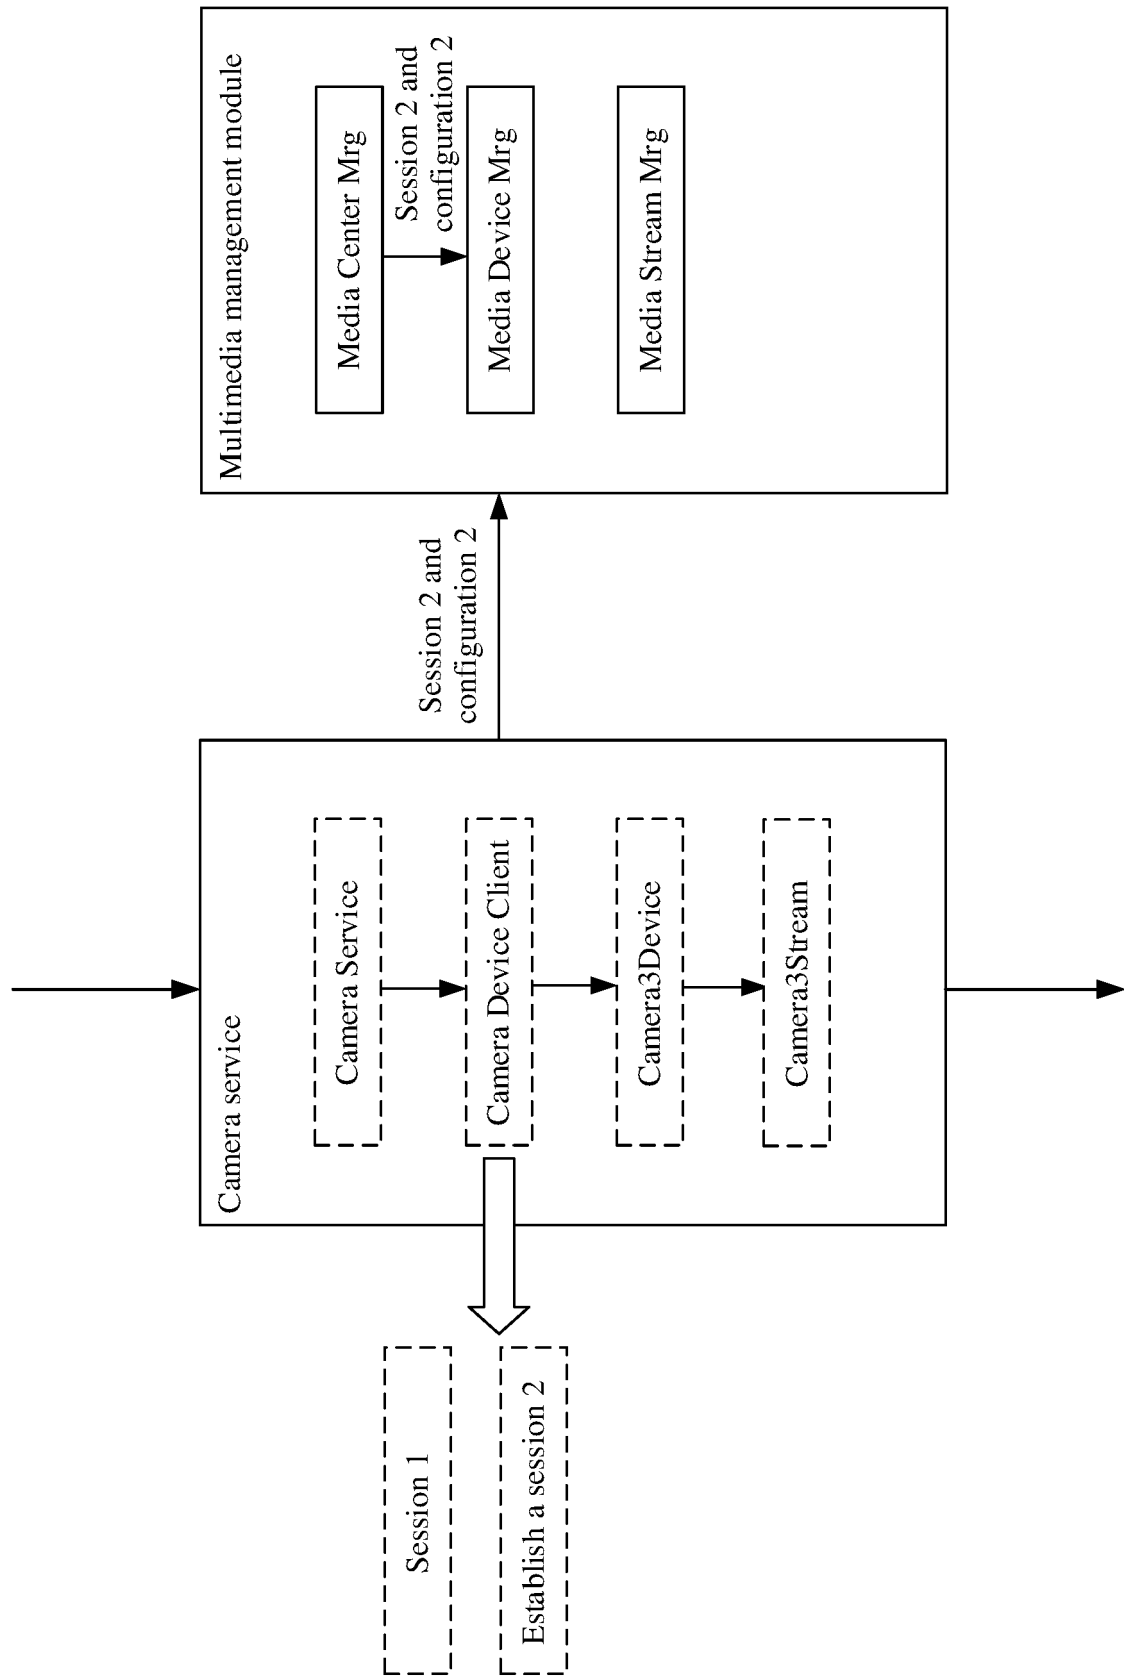 Session 1
Establish a session 2
Camera service
Camera Service
Camera Device Client
Camera3Device
Camera3Stream
Session 2 and
configuration 2
Multimedia management module
Media Center Mrg
Session 2 and
configuration 2
Media Device Mrg
Media Stream Mrg